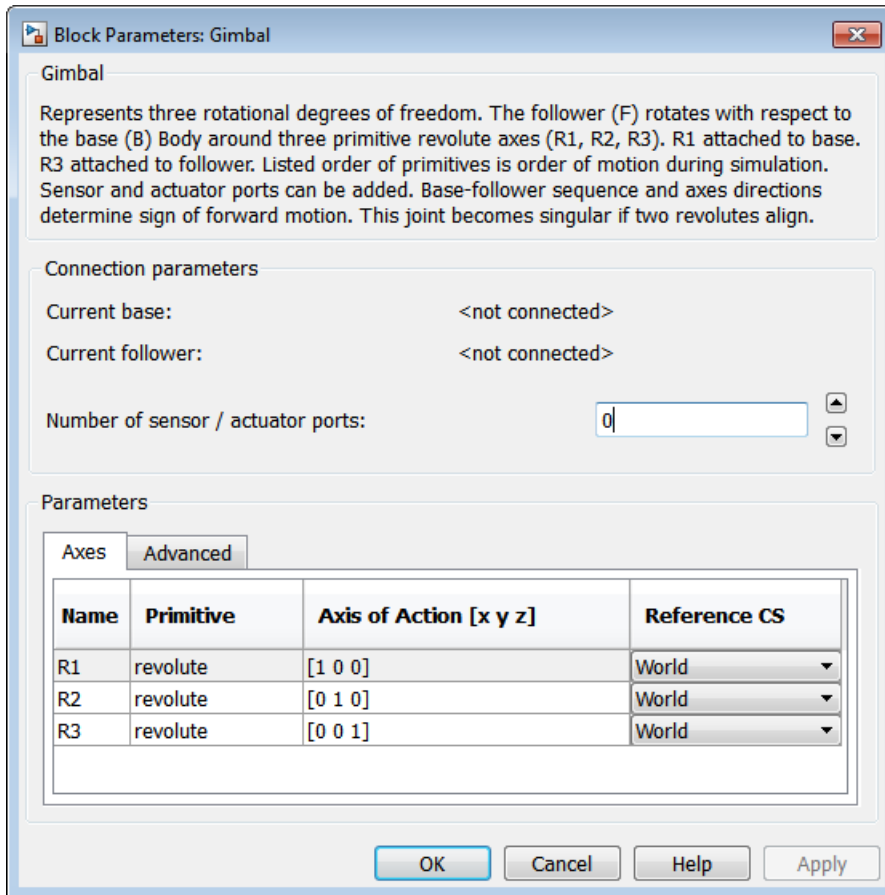 Block Parameters: Gimbal
Gimbal
Represents three rotational degrees of freedom. The follower (F) rotates with respect to
the base (B) Body around three primitive revolute axes (R1, R2, R3). R1 attached to base.
R3 attached to follower. Listed order of primitives is order of motion during simulation.
Sensor and actuator ports can be added. Base-follower sequence and axes directions
determine sign of forward motion. This joint becomes singular if two revolutes align.
Connection parameters
Current base: <not connected>
Current follower: <not connected>
Number of sensor / actuator ports: 0
Parameters
Axes Advanced
Name Primitive Axis of Action [x y z] Reference CS
R1 revolute [1 0 0] World
R2 revolute [0 1 0] World
R3 revolute [0 0 1] World
OK Cancel Help Apply